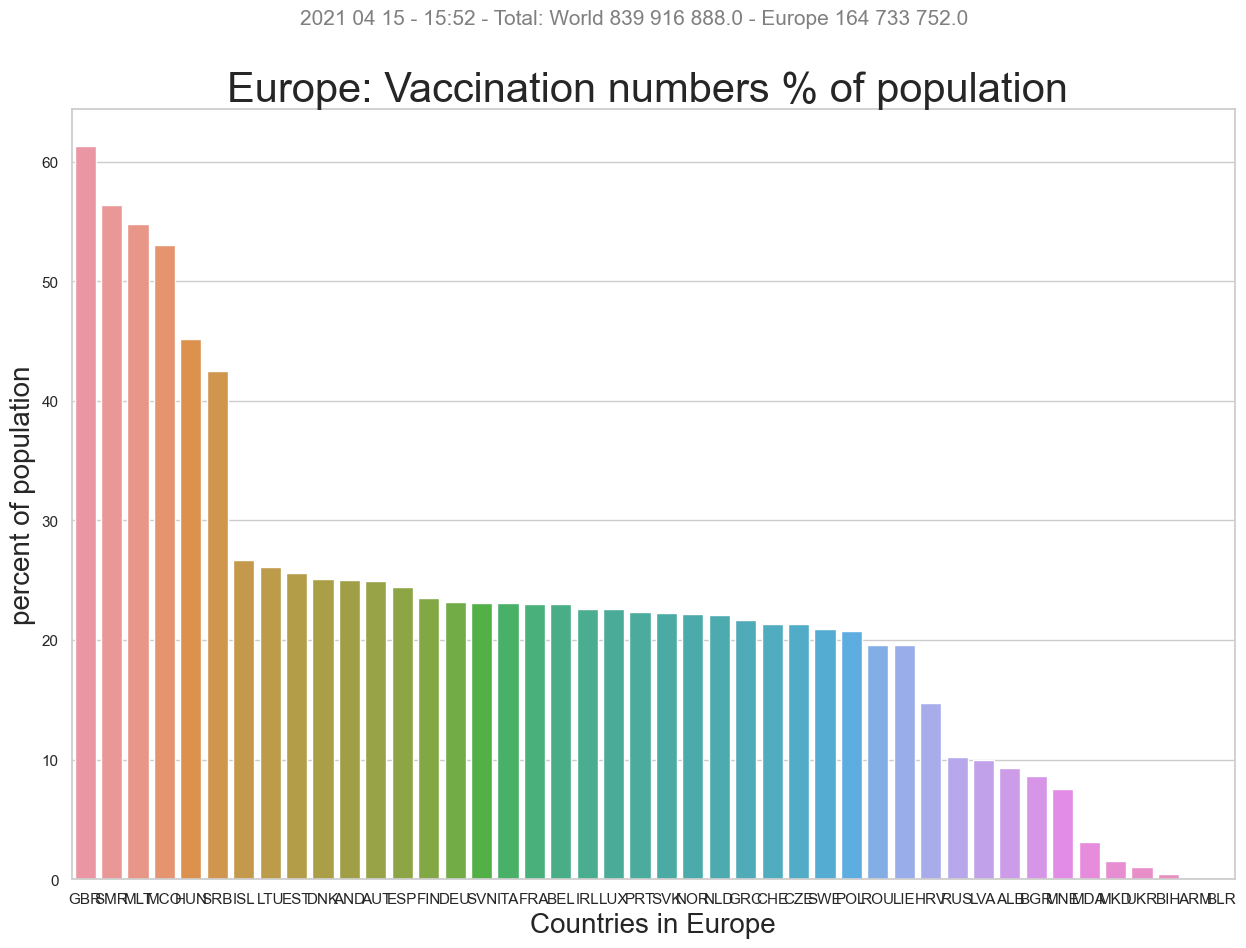 2021 04 15 - 15:52 - Total: World 839 916 888.0 - Europe 164 733 752.0
Europe: Vaccination numbers % of population
percent of population
60
50
40
30
20
10
0
GBR SMR MLT MCO HUN SRB ISL LTU EST DNK AND AUT ESP FIN DEU SVN ITA FRA BEL IRL LUX PRT SVK NOR NLD GRC CHE CZE SWE POL ROU LIE HRV RUS LVA ALB BGR MNE MDA MKD UKR BIH ARM BLR
Countries in Europe